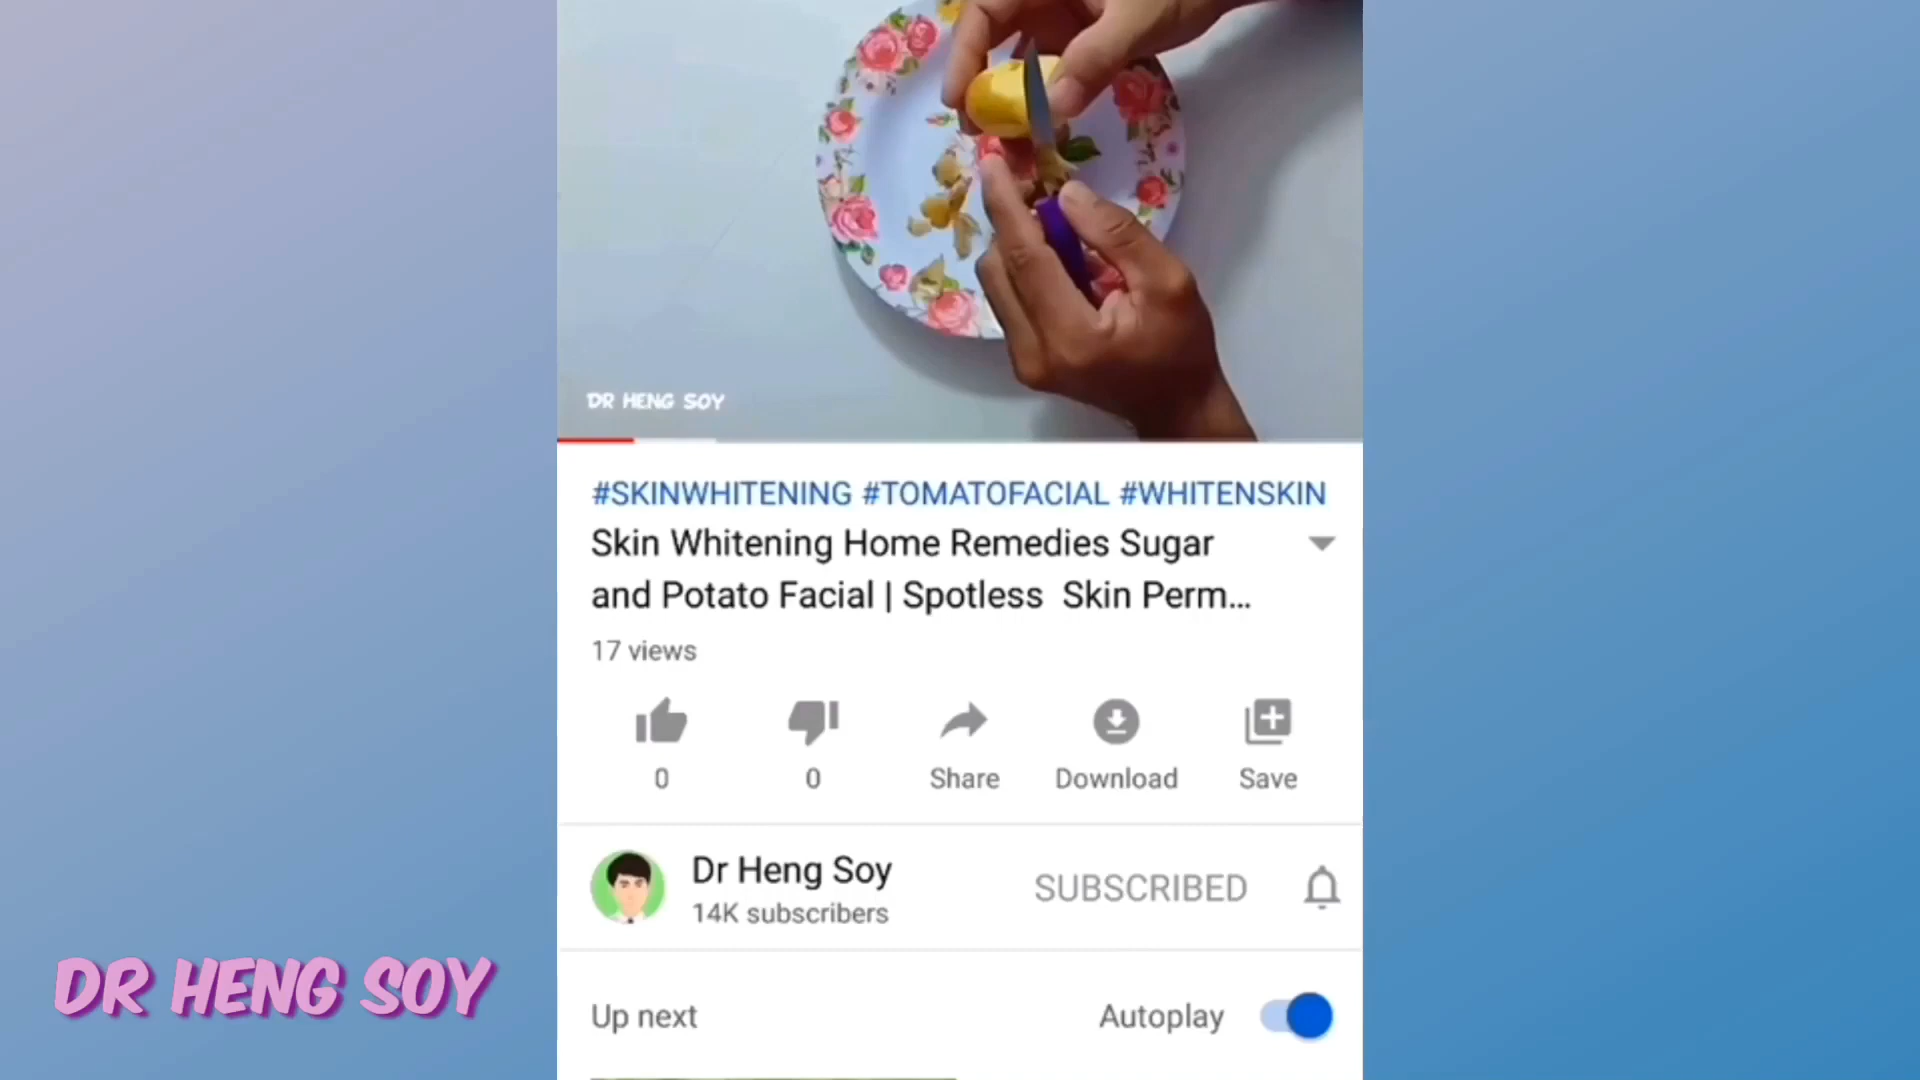 DR HENG SOY
#SKINWHITENING #TOMATOFACIAL #WHITENSKIN
Skin Whitening Home Remedies Sugar
and Potato Facial | Spotless Skin Perm...
17 views
0 0 Share Download Save
Dr Heng Soy
14K subscribers
SUBSCRIBED
DR HENG SOY
Up next Autoplay